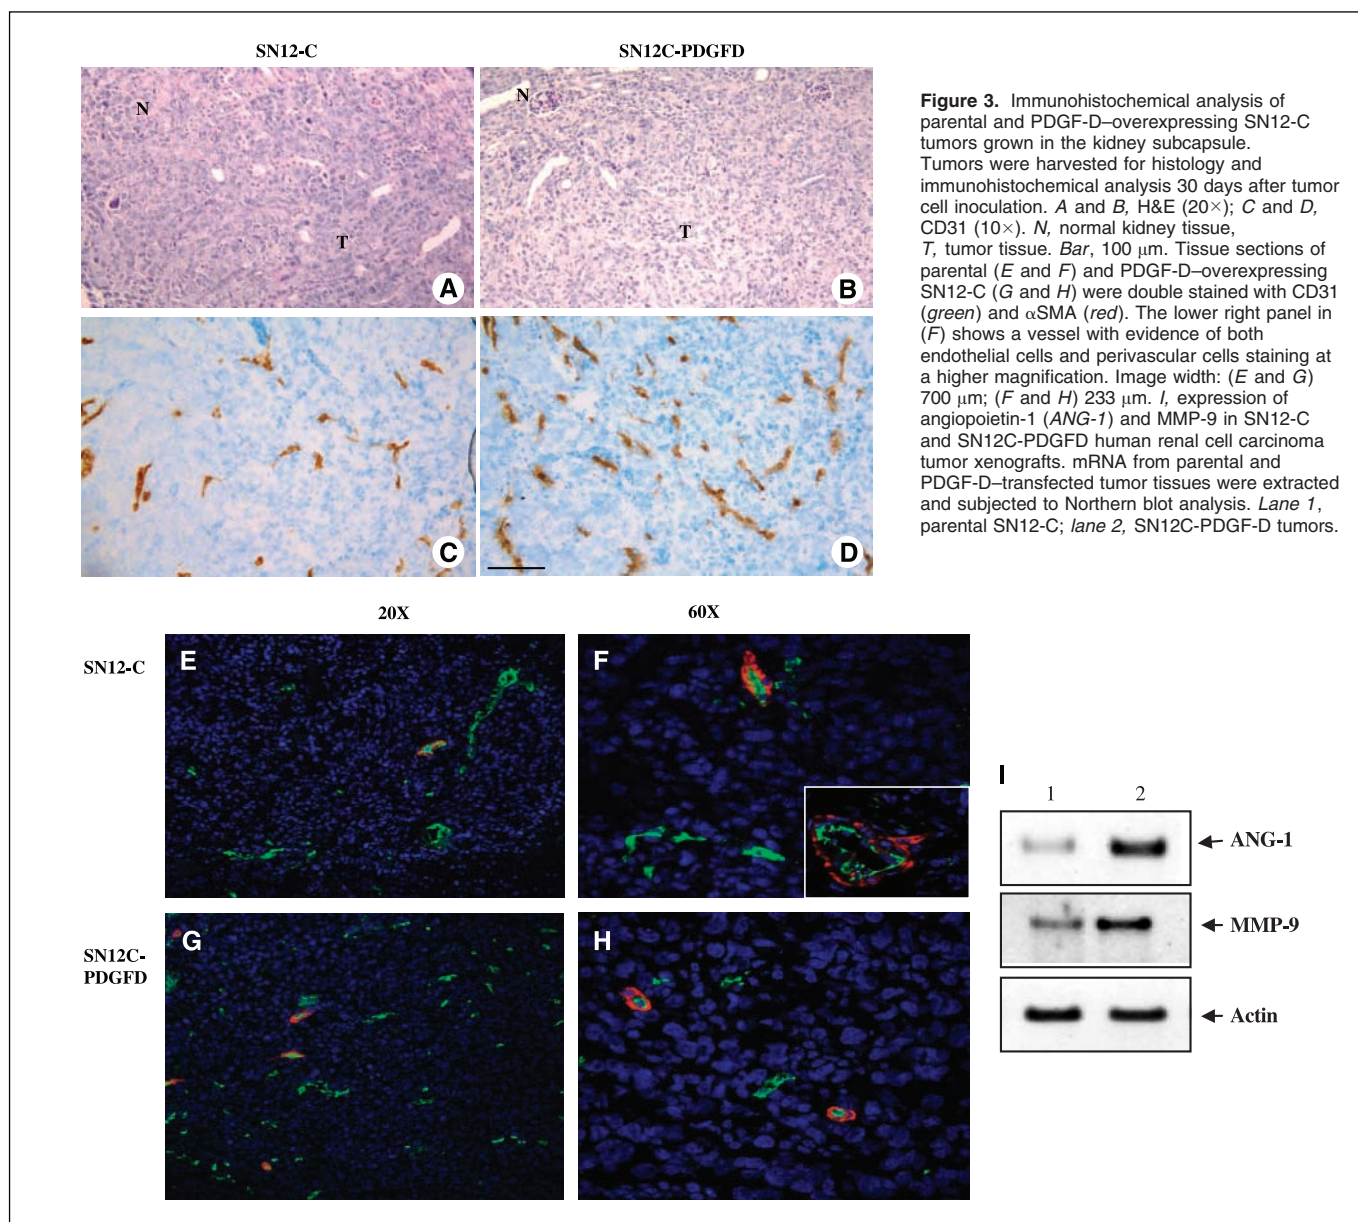 SN12-C
SN12C-PDGFD
N
T
A
N
T
B
C
D
Figure 3. Immunohistochemical analysis of
parental and PDGF-D–overexpressing SN12-C
tumors grown in the kidney subcapsule.
Tumors were harvested for histology and
immunohistochemical analysis 30 days after tumor
cell inoculation. A and B, H&E (20×); C and D,
CD31 (10×). N, normal kidney tissue,
T, tumor tissue. Bar, 100 μm. Tissue sections of
parental (E and F) and PDGF-D–overexpressing
SN12-C (G and H) were double stained with CD31
(green) and αSMA (red). The lower right panel in
(F) shows a vessel with evidence of both
endothelial cells and perivascular cells staining at
a higher magnification. Image width: (E and G)
700 μm; (F and H) 233 μm. I, expression of
angiopoietin-1 (ANG-1) and MMP-9 in SN12-C
and SN12C-PDGFD human renal cell carcinoma
tumor xenografts. mRNA from parental and
PDGF-D–transfected tumor tissues were extracted
and subjected to Northern blot analysis. Lane 1,
parental SN12-C; lane 2, SN12C-PDGF-D tumors.
20X
60X
SN12-C
E
F
SN12C-
PDGFD
G
H
I
1 2
ANG-1
MMP-9
Actin